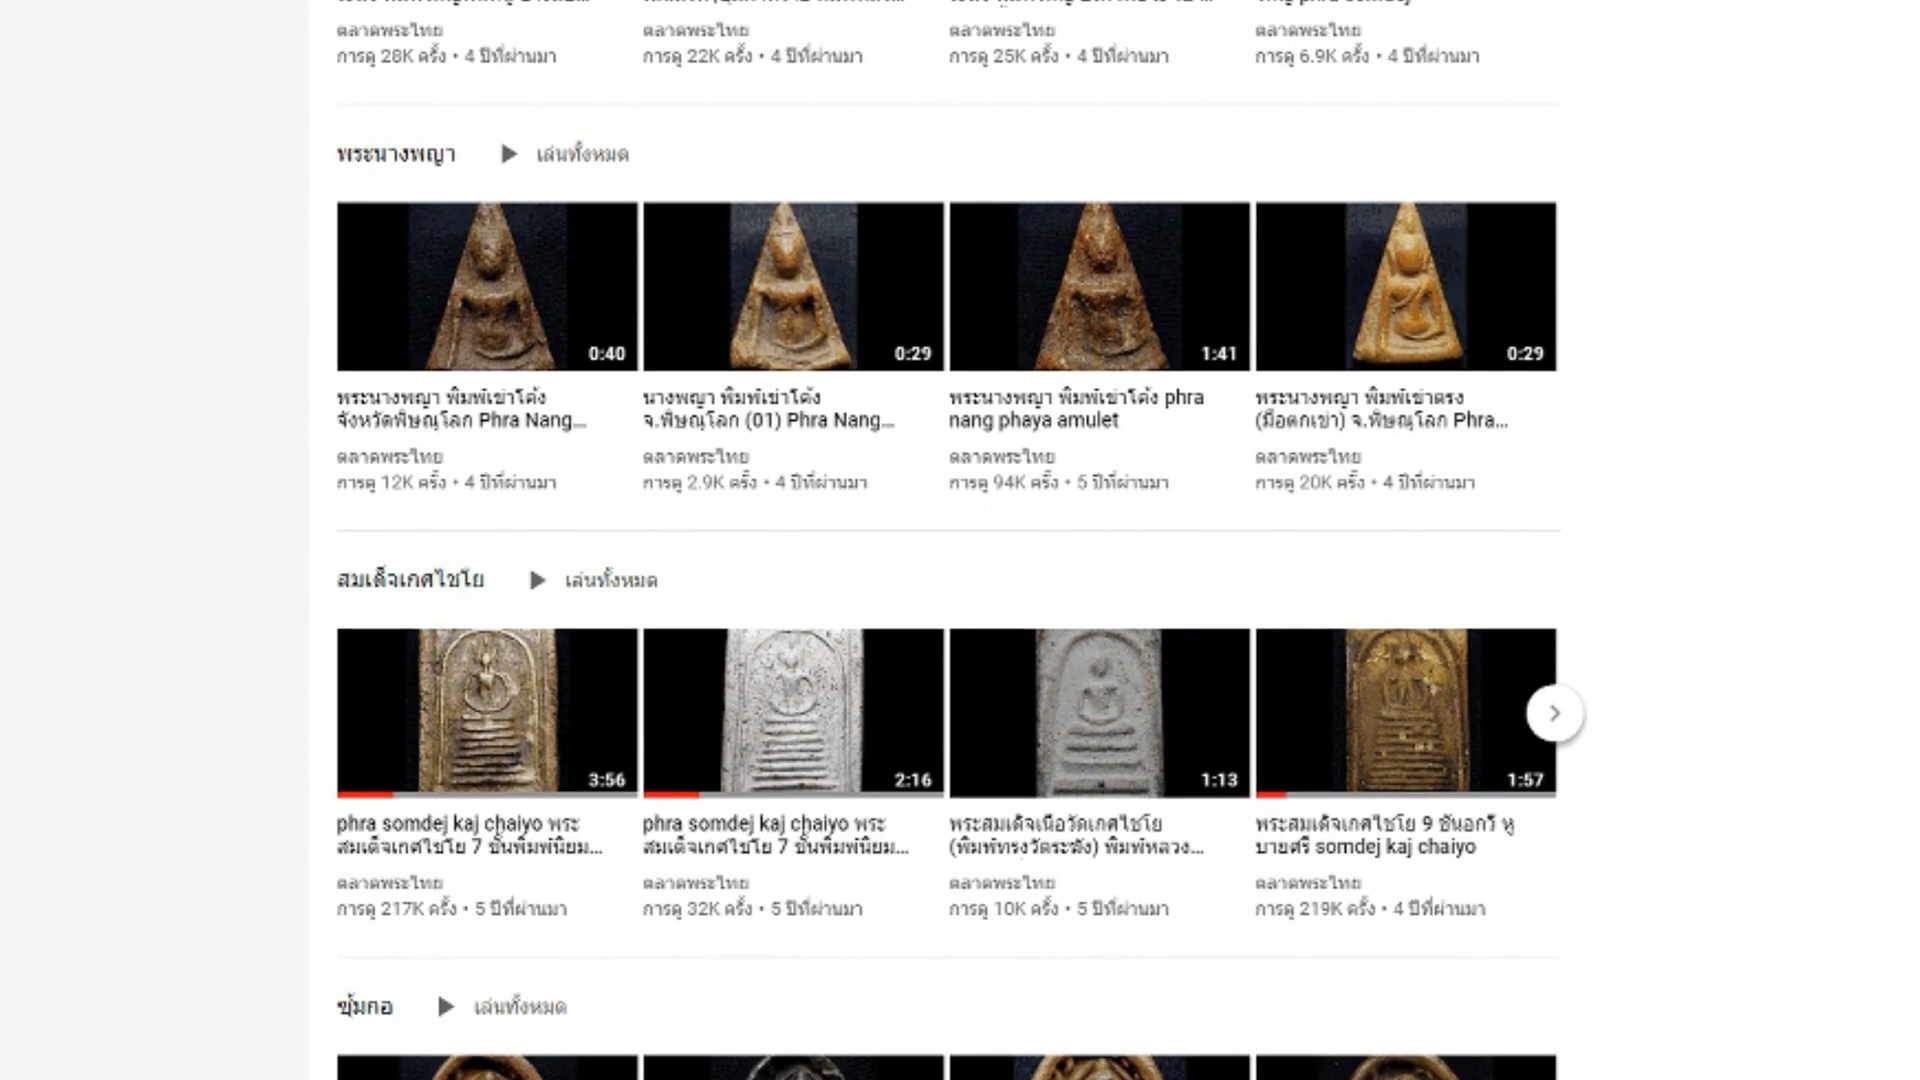 ตลาดพระไทย
การดู 28K ครั้ง • 4 ปีที่ผ่านมา
ตลาดพระไทย
การดู 22K ครั้ง • 4 ปีที่ผ่านมา
ตลาดพระไทย
การดู 25K ครั้ง • 4 ปีที่ผ่านมา
phra somdej
ตลาดพระไทย
การดู 6.9K ครั้ง • 4 ปีที่ผ่านมา
พระนางพญา เล่นทั้งหมด
0:40
พระนางพญา พิมพ์เข่าโค้ง
จังหวัดพิษณุโลก Phra Nang...
ตลาดพระไทย
การดู 12K ครั้ง • 4 ปีที่ผ่านมา
0:29
นางพญา พิมพ์เข่าโค้ง
จ.พิษณุโลก (01) Phra Nang...
ตลาดพระไทย
การดู 2.9K ครั้ง • 4 ปีที่ผ่านมา
1:41
พระนางพญา พิมพ์เข่าโค้ง phra
nang phaya amulet
ตลาดพระไทย
การดู 94K ครั้ง • 5 ปีที่ผ่านมา
0:29
พระนางพญา พิมพ์เข่าตรง
(มือตกเข่า) จ.พิษณุโลก Phra...
ตลาดพระไทย
การดู 20K ครั้ง • 4 ปีที่ผ่านมา
สมเด็จเกศไชโย เล่นทั้งหมด
3:56
phra somdej kaj chaiyo พระ
สมเด็จเกศไชโย 7 ชั้นพิมพ์นิยม...
ตลาดพระไทย
การดู 217K ครั้ง • 5 ปีที่ผ่านมา
2:16
phra somdej kaj chaiyo พระ
สมเด็จเกศไชโย 7 ชั้นพิมพ์นิยม...
ตลาดพระไทย
การดู 32K ครั้ง • 5 ปีที่ผ่านมา
1:13
พระสมเด็จเนื้อวัดเกศไชโย
(พิมพ์ทรงวัดระฆัง) พิมพ์หลวง...
ตลาดพระไทย
การดู 10K ครั้ง • 5 ปีที่ผ่านมา
1:57
พระสมเด็จเกศไชโย 9 ชั้นอกวี หู
บายศรี somdej kaj chaiyo
ตลาดพระไทย
การดู 219K ครั้ง • 4 ปีที่ผ่านมา
ซุ้มกอ เล่นทั้งหมด